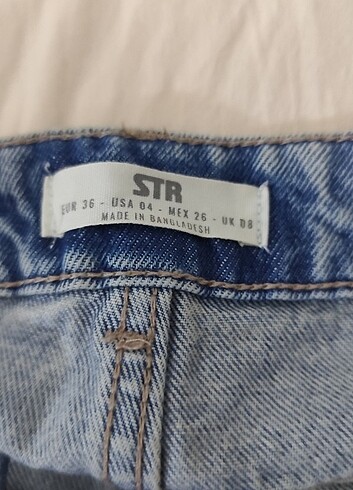 STR
EUR 36 - USA 04 - MEX 26 - UK 08
MADE IN BANGLADESH